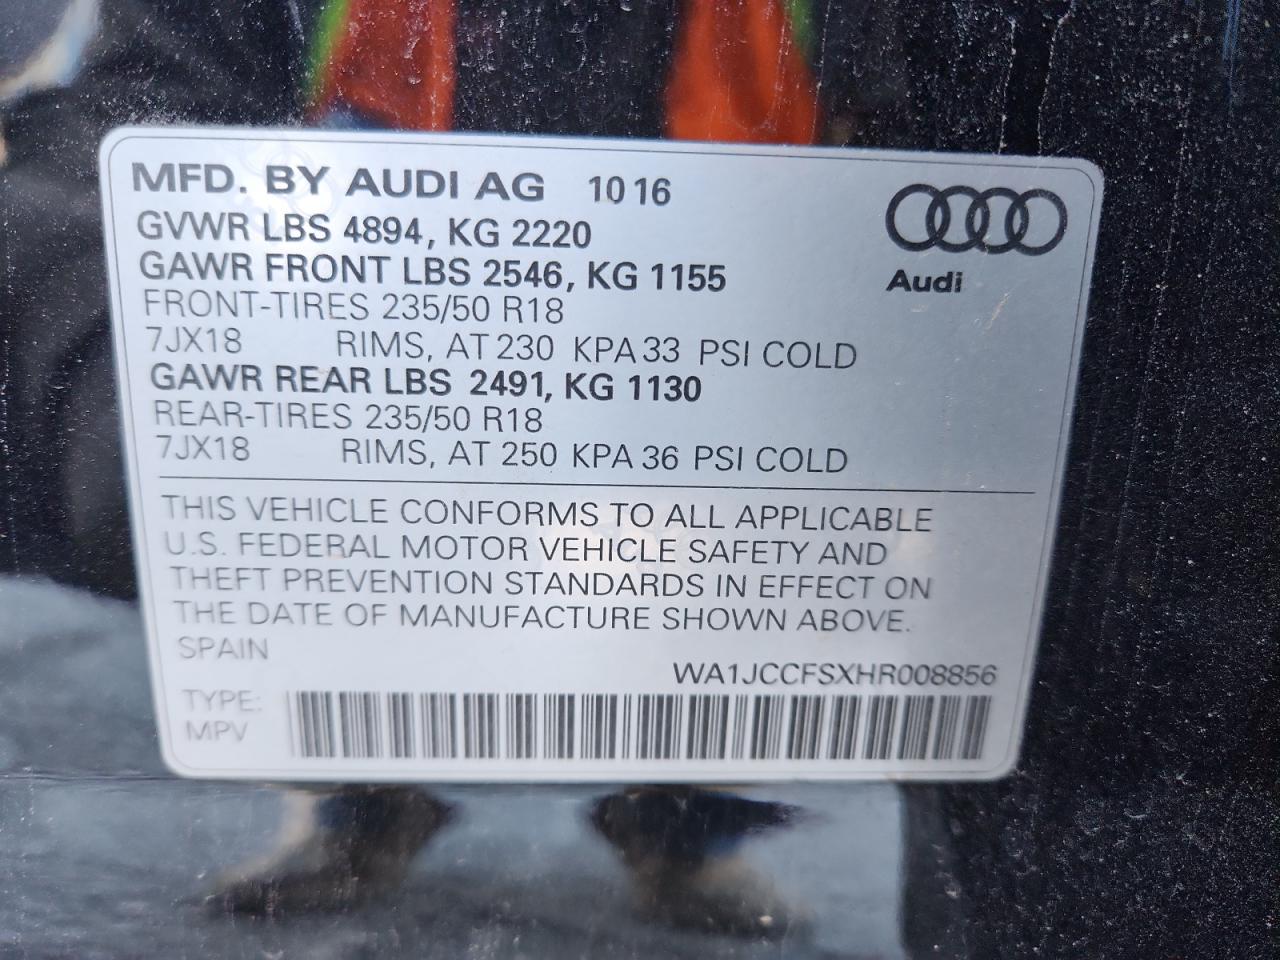 MFD. BY AUDI AG 10 16
GVWR LBS 4894, KG 2220
GAWR FRONT LBS 2546, KG 1155
Audi
FRONT-TIRES 235/50 R18
7JX18 RIMS, AT 230 KPA 33 PSI COLD
GAWR REAR LBS 2491, KG 1130
REAR-TIRES 235/50 R18
7JX18 RIMS, AT 250 KPA 36 PSI COLD
THIS VEHICLE CONFORMS TO ALL APPLICABLE
U.S. FEDERAL MOTOR VEHICLE SAFETY AND
THEFT PREVENTION STANDARDS IN EFFECT ON
THE DATE OF MANUFACTURE SHOWN ABOVE.
SPAIN
WA1JCCFSXHR008856
TYPE:
MPV